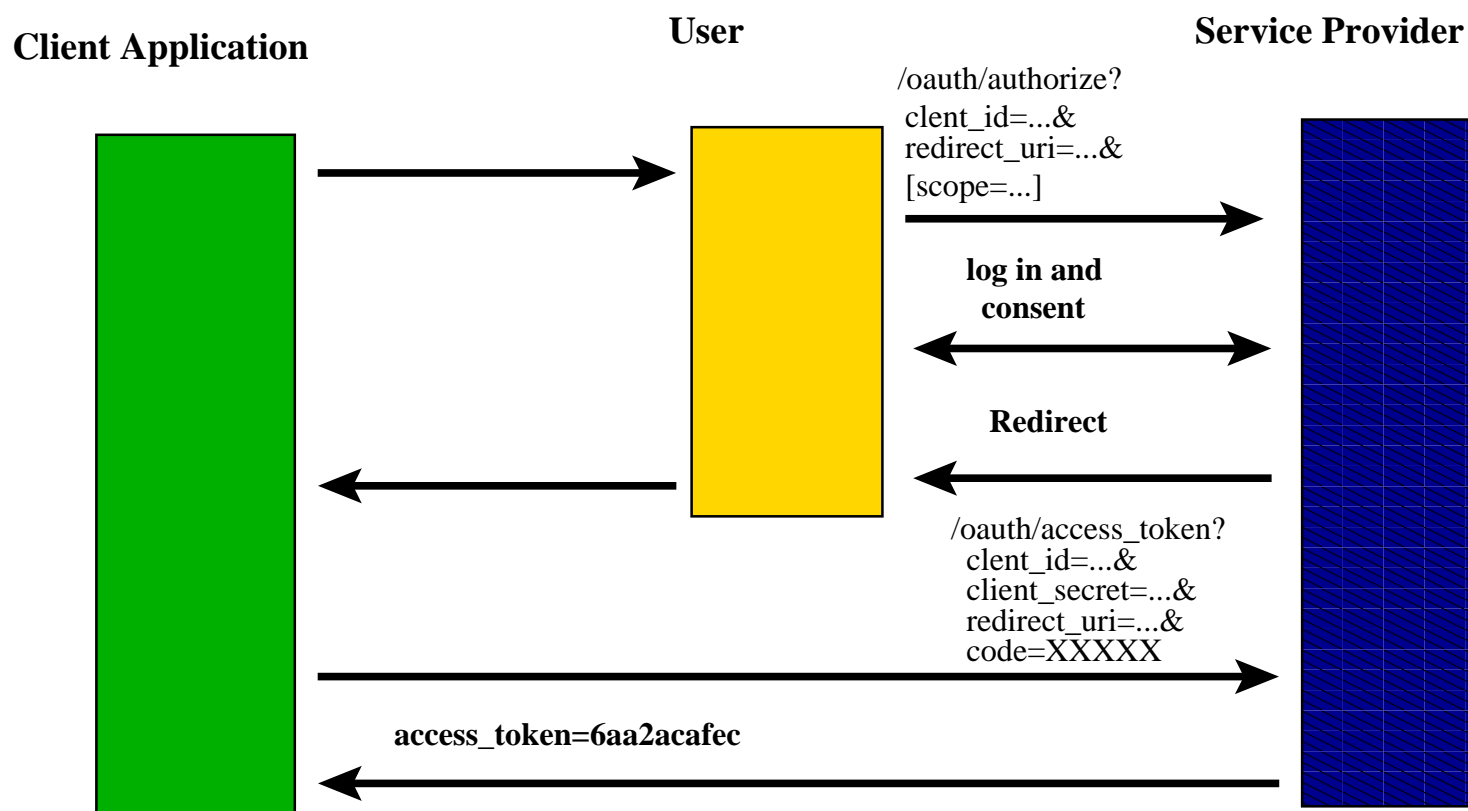 Client Application
User
Service Provider
/oauth/authorize?
clent_id=...&
redirect_uri=...&
[scope=...]
log in and
consent
Redirect
/oauth/access_token?
clent_id=...&
client_secret=...&
redirect_uri=...&
code=XXXXX
access_token=6aa2acafec